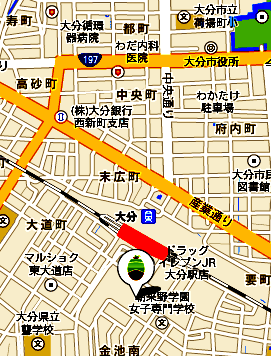 寿町
大分循環
器病院
都町
大分市立
荷揚町小
わだ内科
医院
197
大分市役所
高砂町
中央町
中央通り
わかたけ
駐車場
(株)大分銀行
西新町支店
府内町
末広町
大分市民
図書館
産業通り
大道町
大分
マルショク
東大道店
ドラッグ
イレブンJR
大分駅店
要町
明栄野学園
女子専門学校
大分県立
聾学校
金池南